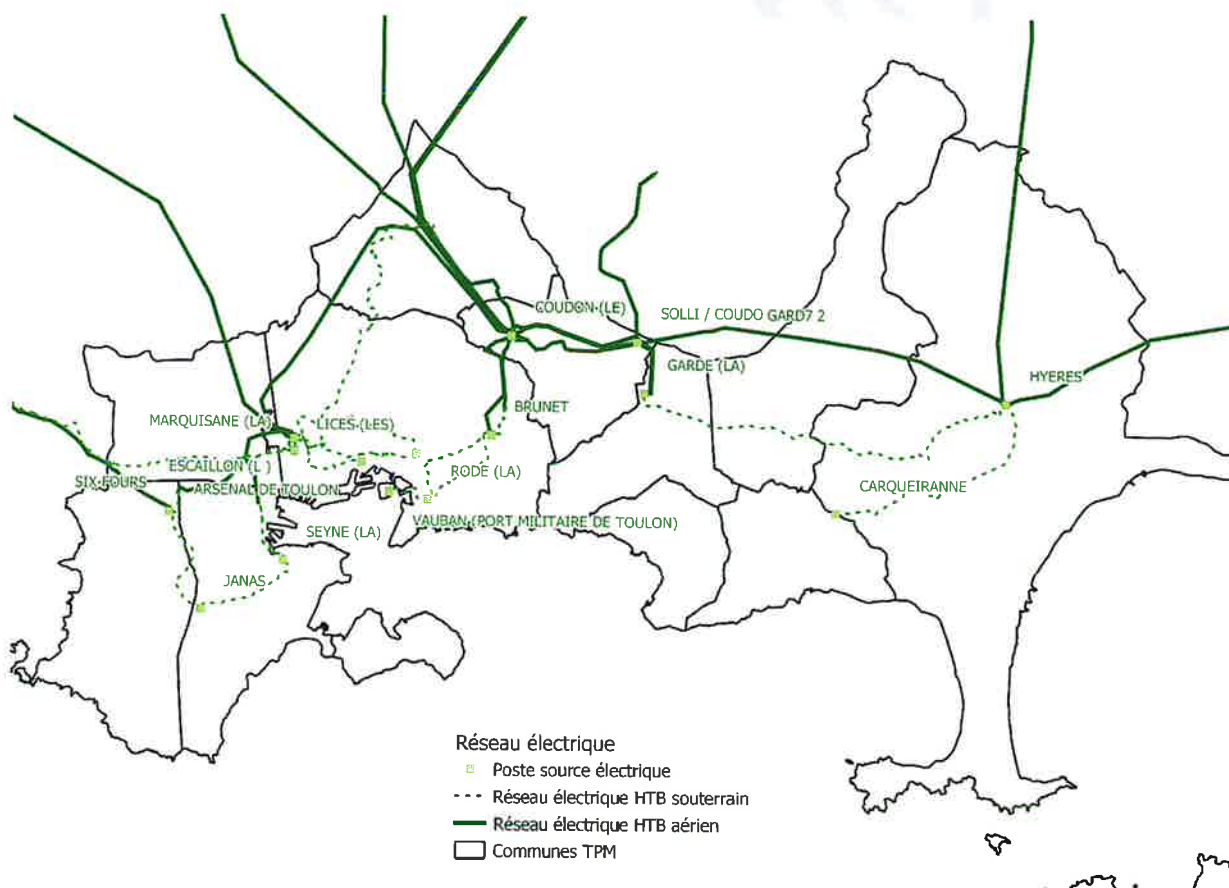 COUDON (LE)
SOLLI / COUDO GARD7 2
GARDE (LA)
HYERES
BRUNET
MARQUISANE (LA)
LICES (LES)
ESCAILLON (L )
RODE (LA)
SIX-FOURS
ARSENAL DE TOULON
CARQUEIRANNE
VAUBAN (PORT MILITAIRE DE TOULON)
SEYNE (LA)
JANAS
Réseau électrique
Poste source électrique
Réseau électrique HTB souterrain
Réseau électrique HTB aérien
Communes TPM